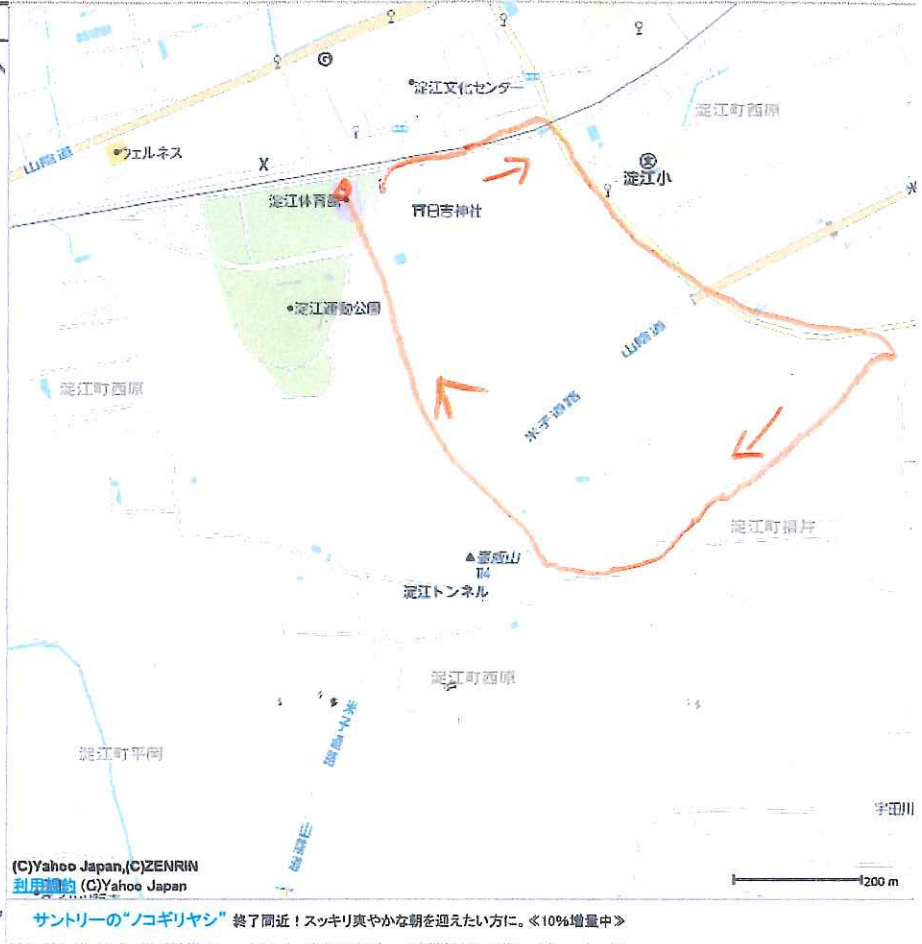 淀江文化センター
淀江町西原
山陰道
ウェルネス
X
淀江小
淀江体育館
日吉神社
淀江運動公園
山陰道
淀江町西原
米子道路
淀江町福井
壺瓶山
114
淀江トンネル
淀江町西原
米子道路
淀江町平岡
宇田川
(C)Yahoo Japan,(C)ZENRIN
利用規約 (C)Yahoo Japan
200 m
サントリーの“ノコギリヤシ” 終了間近！スッキリ爽やかな朝を迎えたい方に。≪10%増量中≫